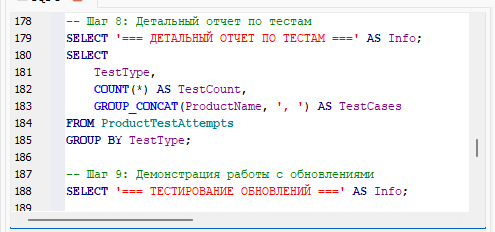 178 -- Шаг 8: Детальный отчет по тестам
179 SELECT '=== ДЕТАЛЬНЫЙ ОТЧЕТ ПО ТЕСТАМ ===' AS Info;
180 SELECT
181     TestType,
182     COUNT(*) AS TestCount,
183     GROUP_CONCAT(ProductName, ', ') AS TestCases
184 FROM ProductTestAttempts
185 GROUP BY TestType;
186
187 -- Шаг 9: Демонстрация работы с обновлениями
188 SELECT '=== ТЕСТИРОВАНИЕ ОБНОВЛЕНИЙ ===' AS Info;
189